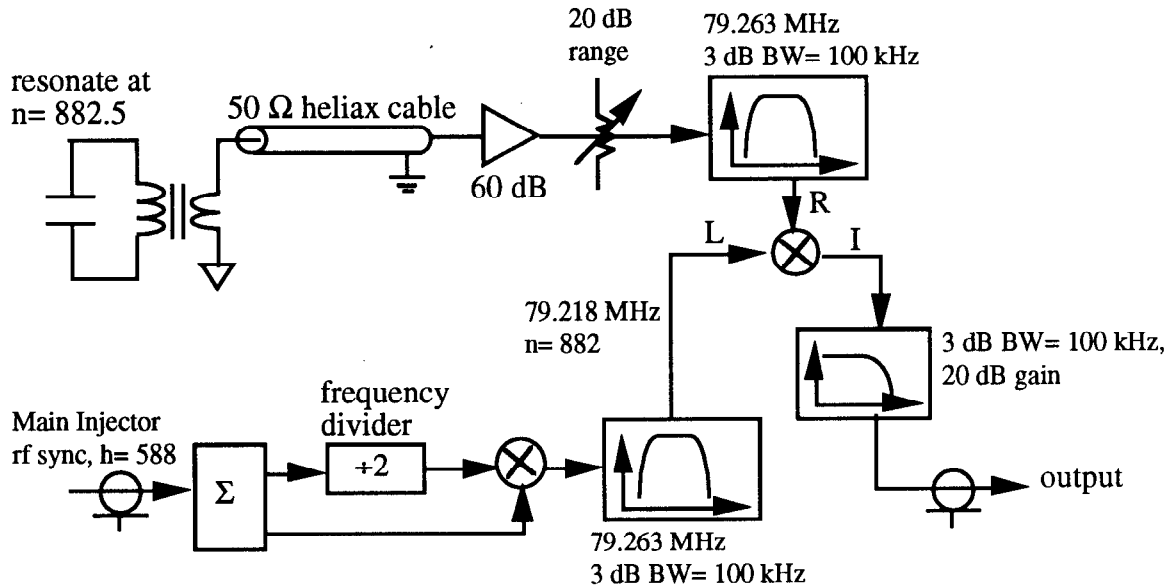 20 dB
range
79.263 MHz
3 dB BW= 100 kHz
resonate at
n= 882.5
50 Ω heliax cable
60 dB
R
L
I
79.218 MHz
n= 882
3 dB BW= 100 kHz,
20 dB gain
frequency
divider
Main Injector
rf sync, h= 588
÷2
Σ
output
79.263 MHz
3 dB BW= 100 kHz